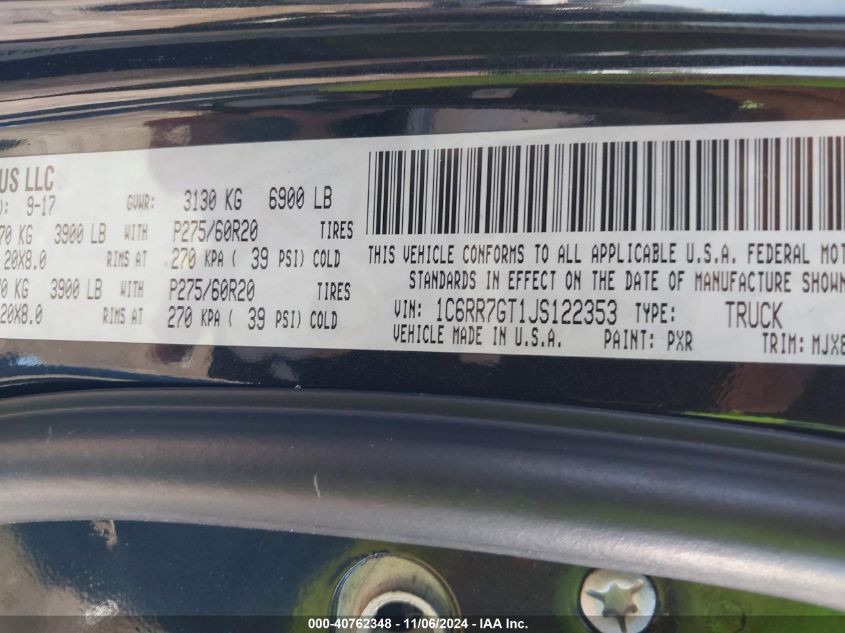 US LLC
): 9-17 GVWR: 3130 KG 6900 LB
70 KG 3900 LB WITH P275/60R20 TIRES
20X8.0 RIMS AT 270 KPA ( 39 PSI) COLD
70 KG 3900 LB WITH P275/60R20 TIRES
20X8.0 RIMS AT 270 KPA ( 39 PSI) COLD
THIS VEHICLE CONFORMS TO ALL APPLICABLE U.S.A. FEDERAL MOT
STANDARDS IN EFFECT ON THE DATE OF MANUFACTURE SHOWN
VIN: 1C6RR7GT1JS122353 TYPE: TRUCK
VEHICLE MADE IN U.S.A. PAINT: PXR TRIM: MJX8
000-40762348 - 11/06/2024 - IAA Inc.